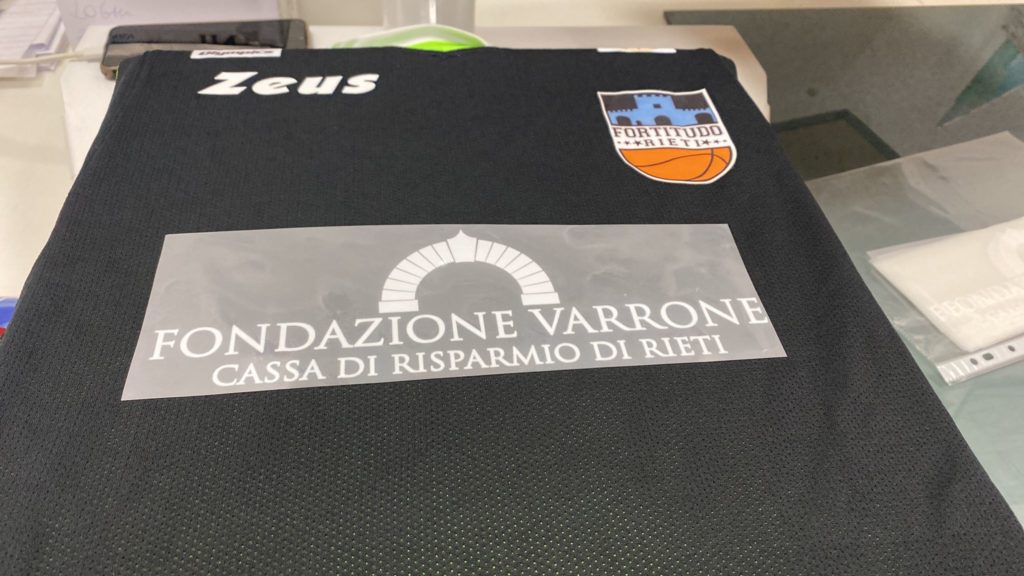 Zeus
FORTITUDO
RIETI
FONDAZIONE VARRONE
CASSA DI RISPARMIO DI RIETI